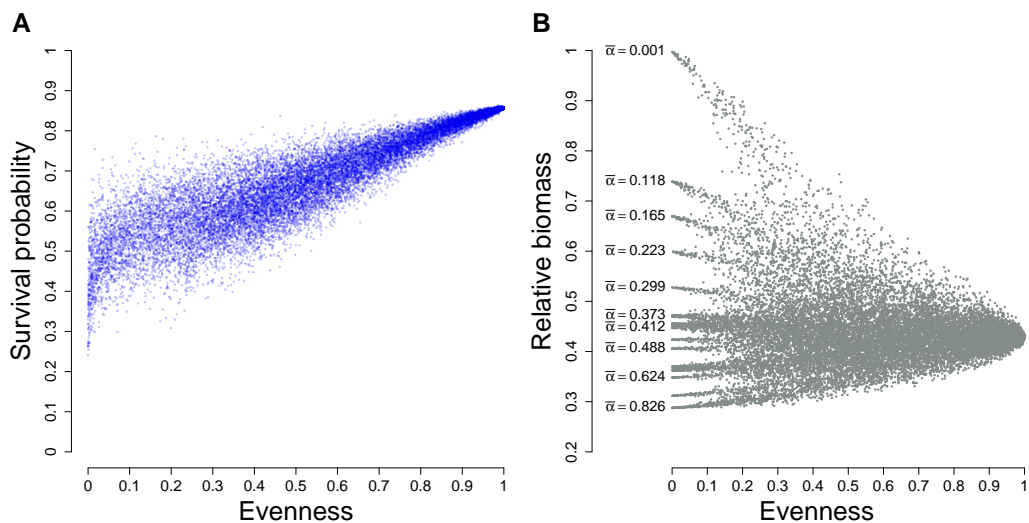 A
Survival probability
1
0.9
0.8
0.7
0.6
0.5
0.4
0.3
0.2
0.1
0
0 0.1 0.2 0.3 0.4 0.5 0.6 0.7 0.8 0.9 1
Evenness
B
Relative biomass
1
0.9
0.8
0.7
0.6
0.5
0.4
0.3
0.2
α̅ = 0.001
α̅ = 0.118
α̅ = 0.165
α̅ = 0.223
α̅ = 0.299
α̅ = 0.373
α̅ = 0.412
α̅ = 0.488
α̅ = 0.624
α̅ = 0.826
0 0.1 0.2 0.3 0.4 0.5 0.6 0.7 0.8 0.9 1
Evenness